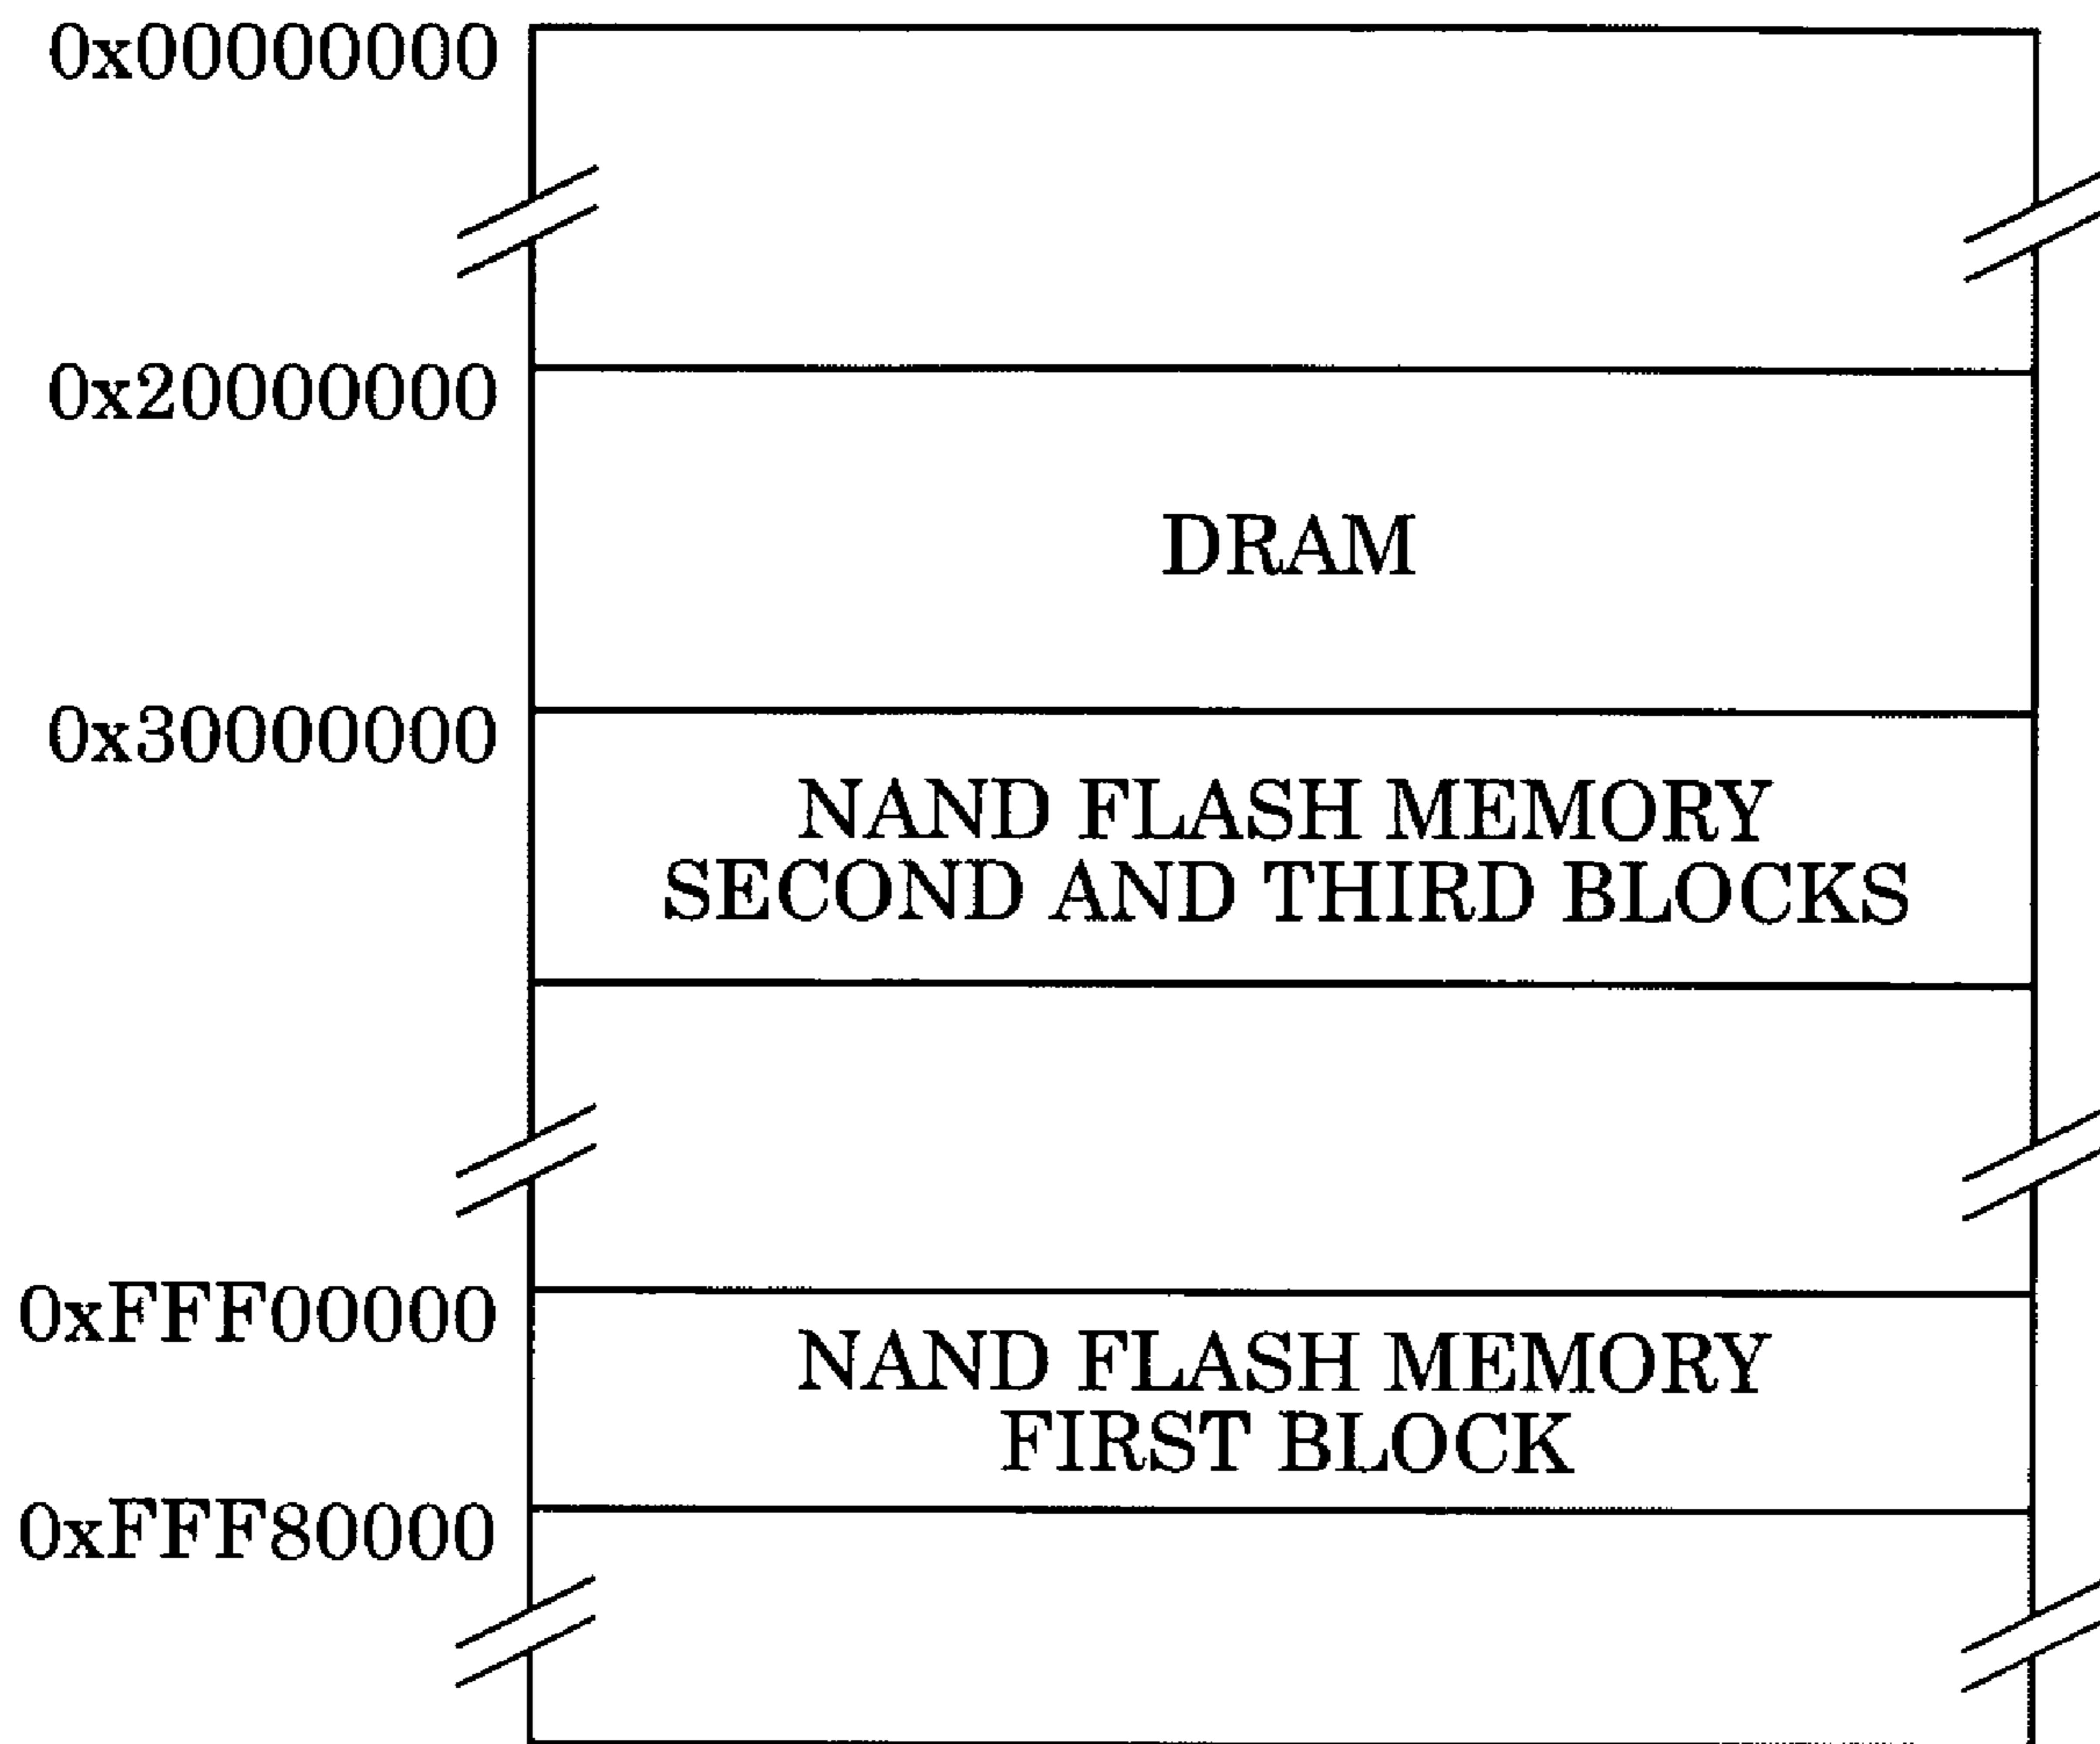 0x00000000
0x20000000
DRAM
0x30000000
NAND FLASH MEMORY
SECOND AND THIRD BLOCKS
0xFFF00000
NAND FLASH MEMORY
FIRST BLOCK
0xFFF80000